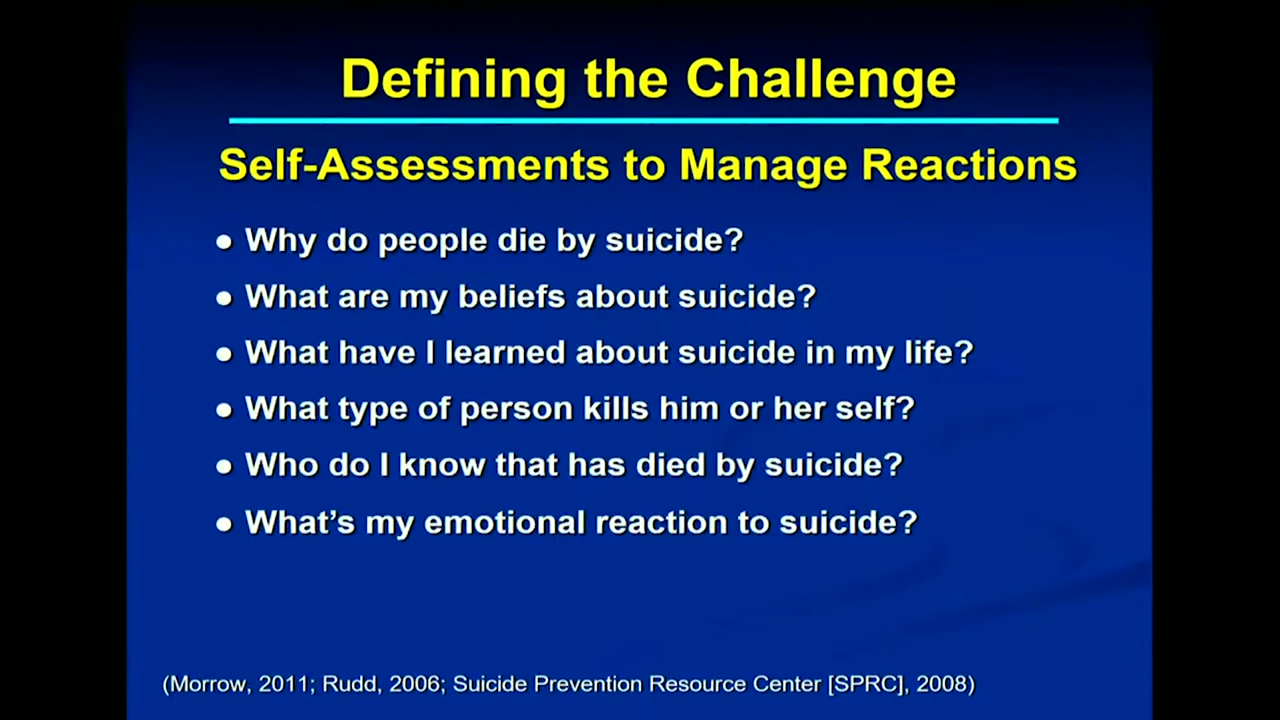 Defining the Challenge
Self-Assessments to Manage Reactions
● Why do people die by suicide?
● What are my beliefs about suicide?
● What have I learned about suicide in my life?
● What type of person kills him or her self?
● Who do I know that has died by suicide?
● What’s my emotional reaction to suicide?
(Morrow, 2011; Rudd, 2006; Suicide Prevention Resource Center [SPRC], 2008)